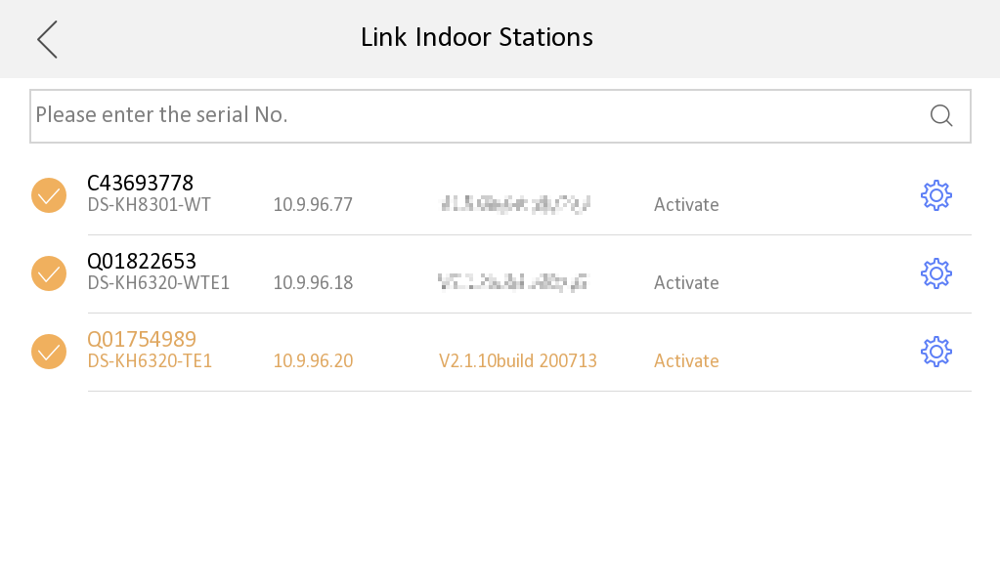 Link Indoor Stations
Please enter the serial No.
C43693778
DS-KH8301-WT 10.9.96.77 Activate
Q01822653
DS-KH6320-WTE1 10.9.96.18 Activate
Q01754989
DS-KH6320-TE1 10.9.96.20 V2.1.10build 200713 Activate